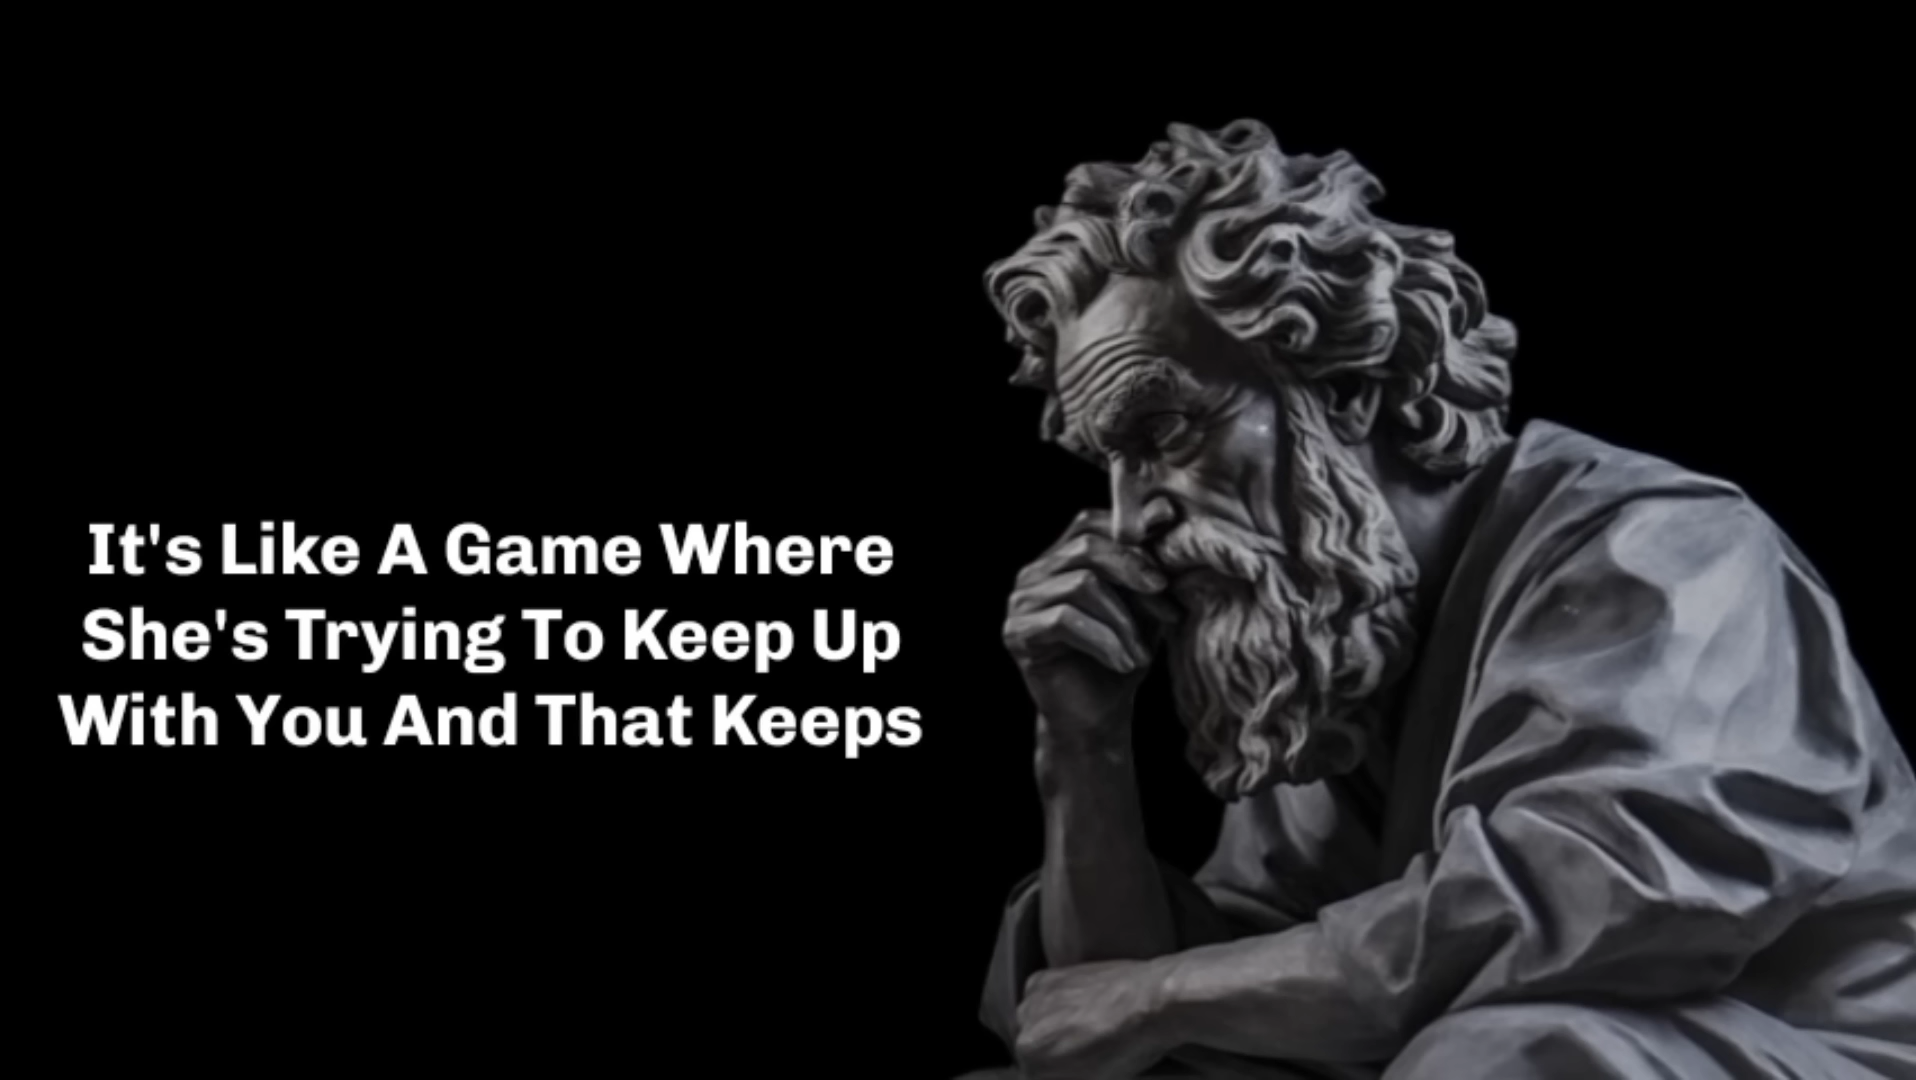 It's Like A Game Where
She's Trying To Keep Up
With You And That Keeps